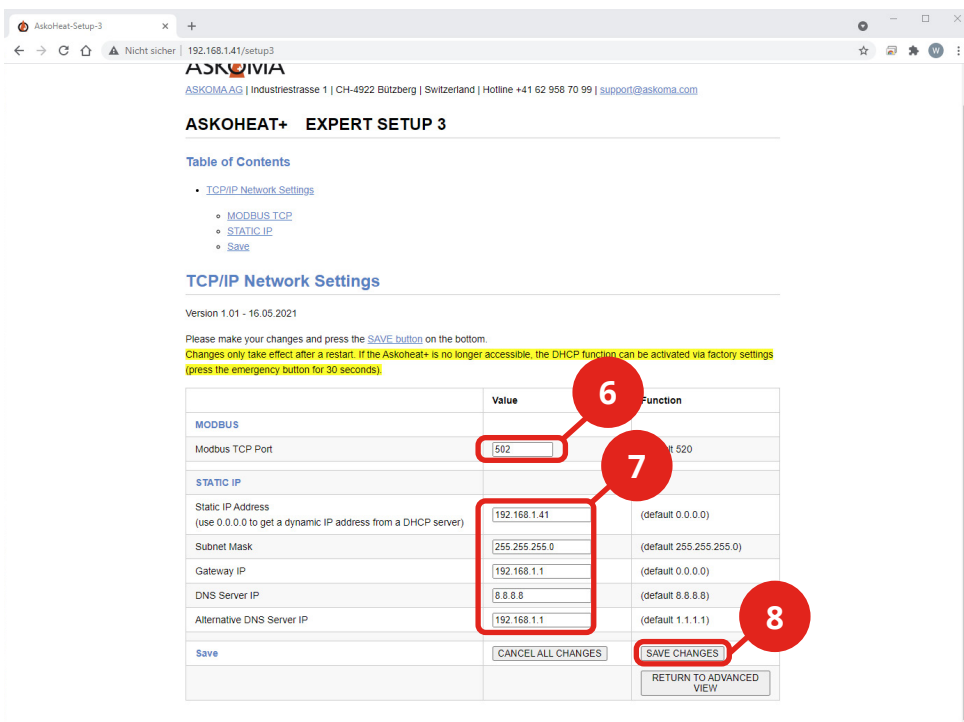 AskoHeat-Setup-3
Nicht sicher | 192.168.1.41/setup3
W
ASKOMA
ASKOMA AG | Industriestrasse 1 | CH-4922 Bützberg | Switzerland | Hotline +41 62 958 70 99 | support@askoma.com
ASKOHEAT+ EXPERT SETUP 3
Table of Contents
TCP/IP Network Settings
MODBUS TCP
STATIC IP
Save
TCP/IP Network Settings
Version 1.01 - 16.05.2021
Please make your changes and press the SAVE button on the bottom.
Changes only take effect after a restart. If the Askoheat+ is no longer accessible, the DHCP function can be activated via factory settings
(press the emergency button for 30 seconds).
Value Function
6
MODBUS
Modbus TCP Port 502 520
7
STATIC IP
Static IP Address
(use 0.0.0.0 to get a dynamic IP address from a DHCP server) 192.168.1.41 (default 0.0.0.0)
Subnet Mask 255.255.255.0 (default 255.255.255.0)
Gateway IP 192.168.1.1 (default 0.0.0.0)
DNS Server IP 8.8.8.8 (default 8.8.8.8)
Alternative DNS Server IP 192.168.1.1 (default 1.1.1.1)
8
Save CANCEL ALL CHANGES SAVE CHANGES
RETURN TO ADVANCED
VIEW